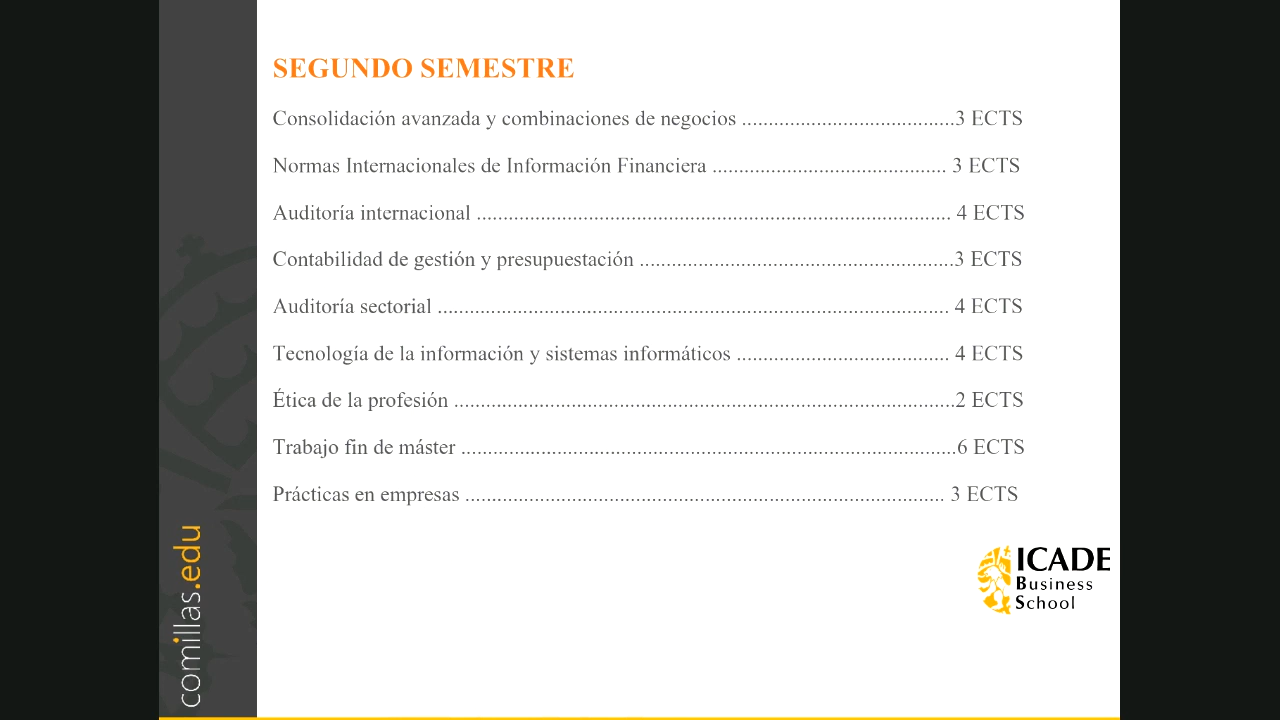 SEGUNDO SEMESTRE
Consolidación avanzada y combinaciones de negocios ........................................3 ECTS
Normas Internacionales de Información Financiera ............................................ 3 ECTS
Auditoría internacional ......................................................................................... 4 ECTS
Contabilidad de gestión y presupuestación ...........................................................3 ECTS
Auditoría sectorial ................................................................................................ 4 ECTS
Tecnología de la información y sistemas informáticos ........................................ 4 ECTS
Ética de la profesión ..............................................................................................2 ECTS
Trabajo fin de máster .............................................................................................6 ECTS
Prácticas en empresas .......................................................................................... 3 ECTS
comillas.edu
ICADE
Business
School